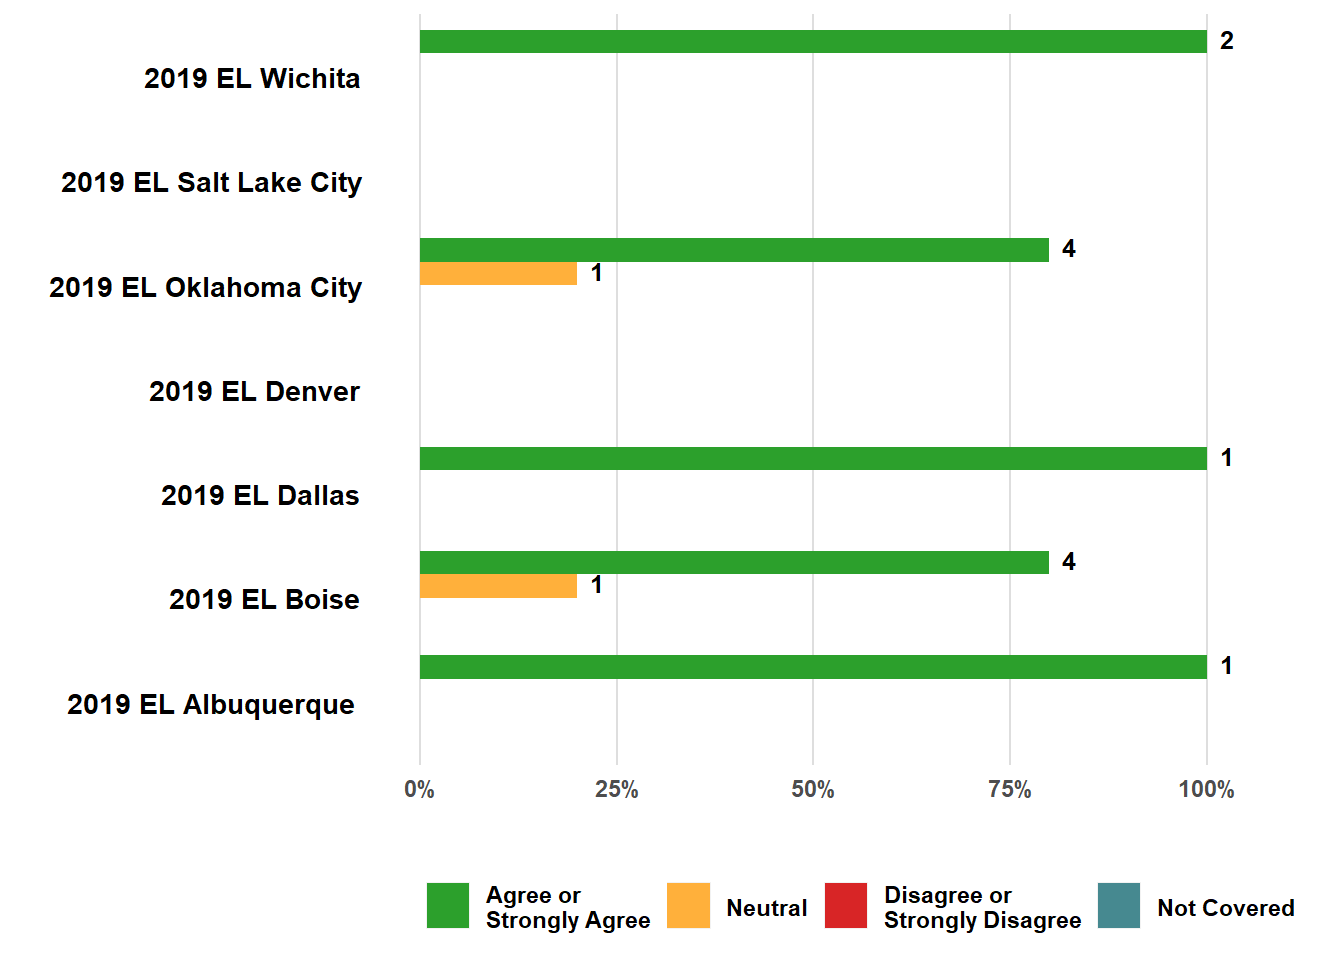 2
2019 EL Wichita
2019 EL Salt Lake City
4
1
2019 EL Oklahoma City
2019 EL Denver
1
2019 EL Dallas
4
1
2019 EL Boise
1
2019 EL Albuquerque
0% 25% 50% 75% 100%
Agree or
Strongly Agree
Neutral
Disagree or
Strongly Disagree
Not Covered